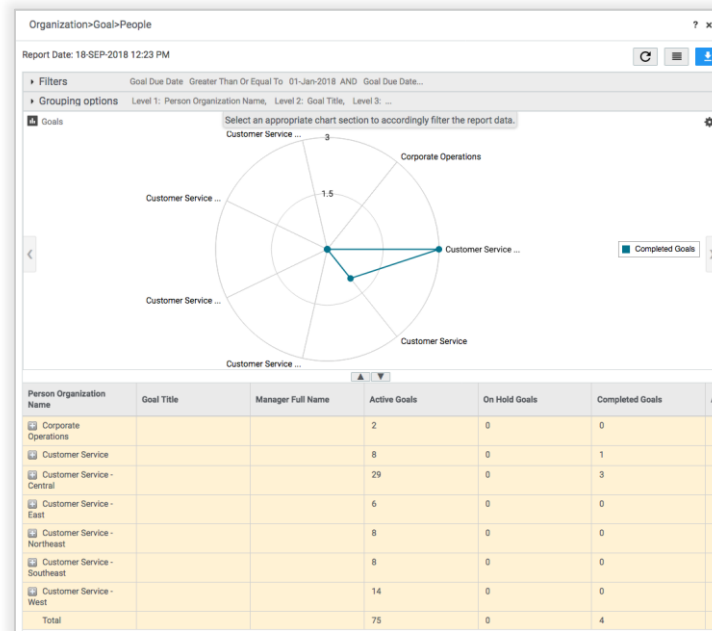 Organization>Goal>People
? ×
Report Date: 18-SEP-2018 12:23 PM
Filters Goal Due Date Greater Than Or Equal To 01-Jan-2018 AND Goal Due Date...
Grouping options Level 1: Person Organization Name, Level 2: Goal Title, Level 3: ...
Goals
Select an appropriate chart section to accordingly filter the report data.
Customer Service ...
3
Corporate Operations
Customer Service ...
1.5
Customer Service ...
Completed Goals
Customer Service ...
Customer Service
Customer Service ...
Person Organization Name Goal Title Manager Full Name Active Goals On Hold Goals Completed Goals
Corporate Operations 2 0 0
Customer Service 8 0 1
Customer Service - Central 29 0 3
Customer Service - East 6 0 0
Customer Service - Northeast 8 0 0
Customer Service - Southeast 8 0 0
Customer Service - West 14 0 0
Total 75 0 4